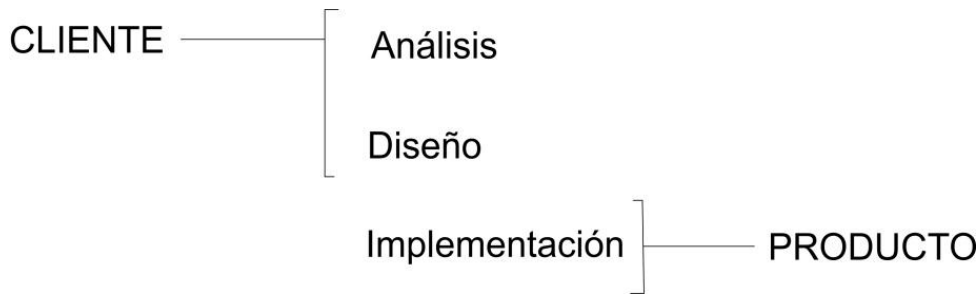 CLIENTE
Análisis
Diseño
Implementación
PRODUCTO